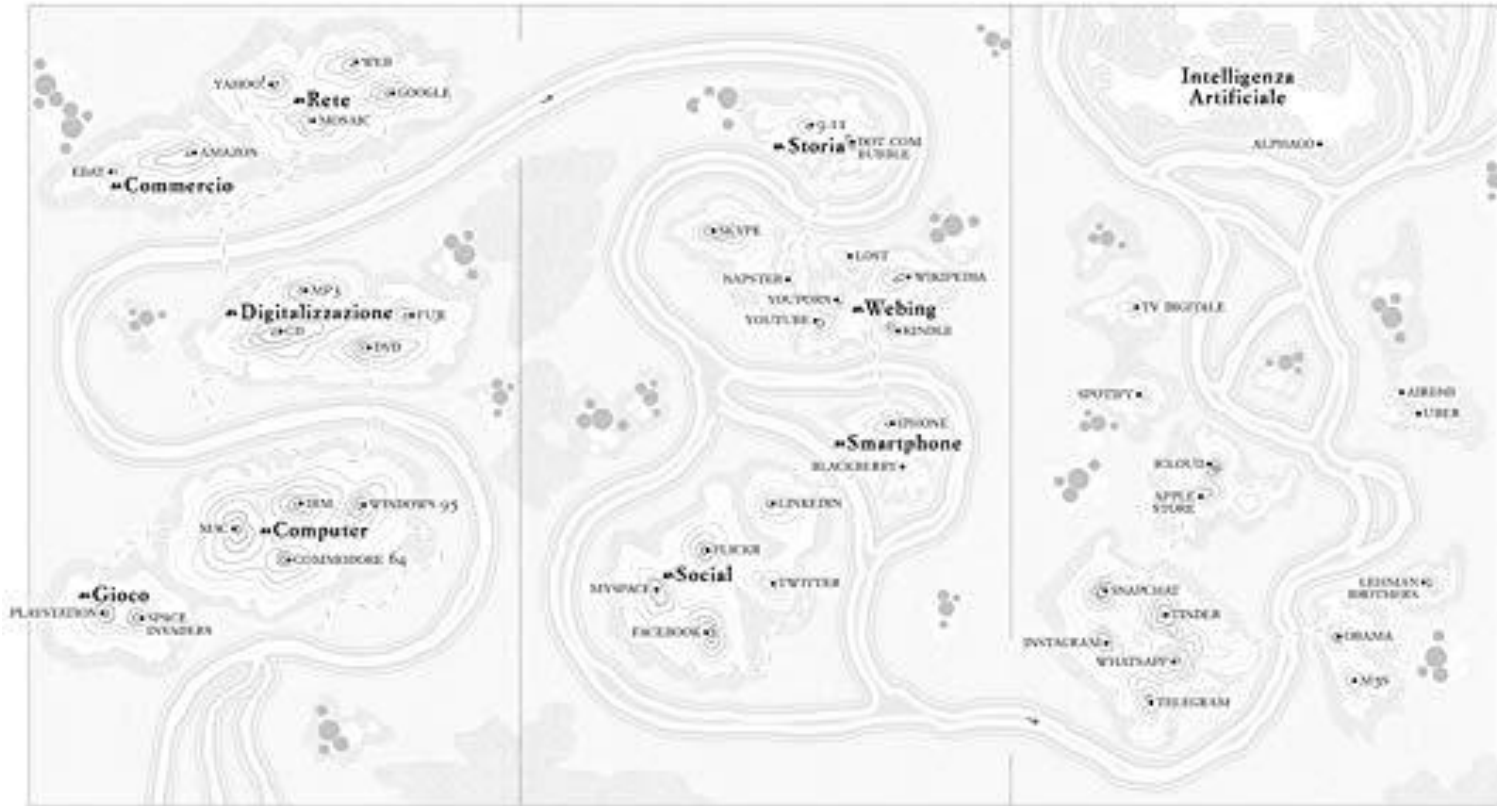 WEB
YAHOO!
GOOGLE
Rete
MOSAIC
AMAZON
EBAY
Commercio
MP3
Digitalizzazione
CD
DVD
IBM
WINDOWS 95
MAC
Computer
COMMODORE 64
Gioco
PLAYSTATION
SPACE
INVADERS
9-11
Storia
DOT COM
BUBBLE
SKYPE
LOST
NAPSTER
WIKIPEDIA
YOUPORN
Webing
YOUTUBE
KINDLE
IPHONE
Smartphone
BLACKBERRY
LINKEDIN
FLICKR
Social
MYSPACE
TWITTER
FACEBOOK
Intelligenza
Artificiale
ALPHAGO
TV DIGITALE
SPOTIFY
AIRBNB
UBER
ICLOUD
APPLE
STORE
SNAPCHAT
TINDER
INSTAGRAM
WHATSAPP
TELEGRAM
LEHMAN
BROTHERS
OBAMA
M5S